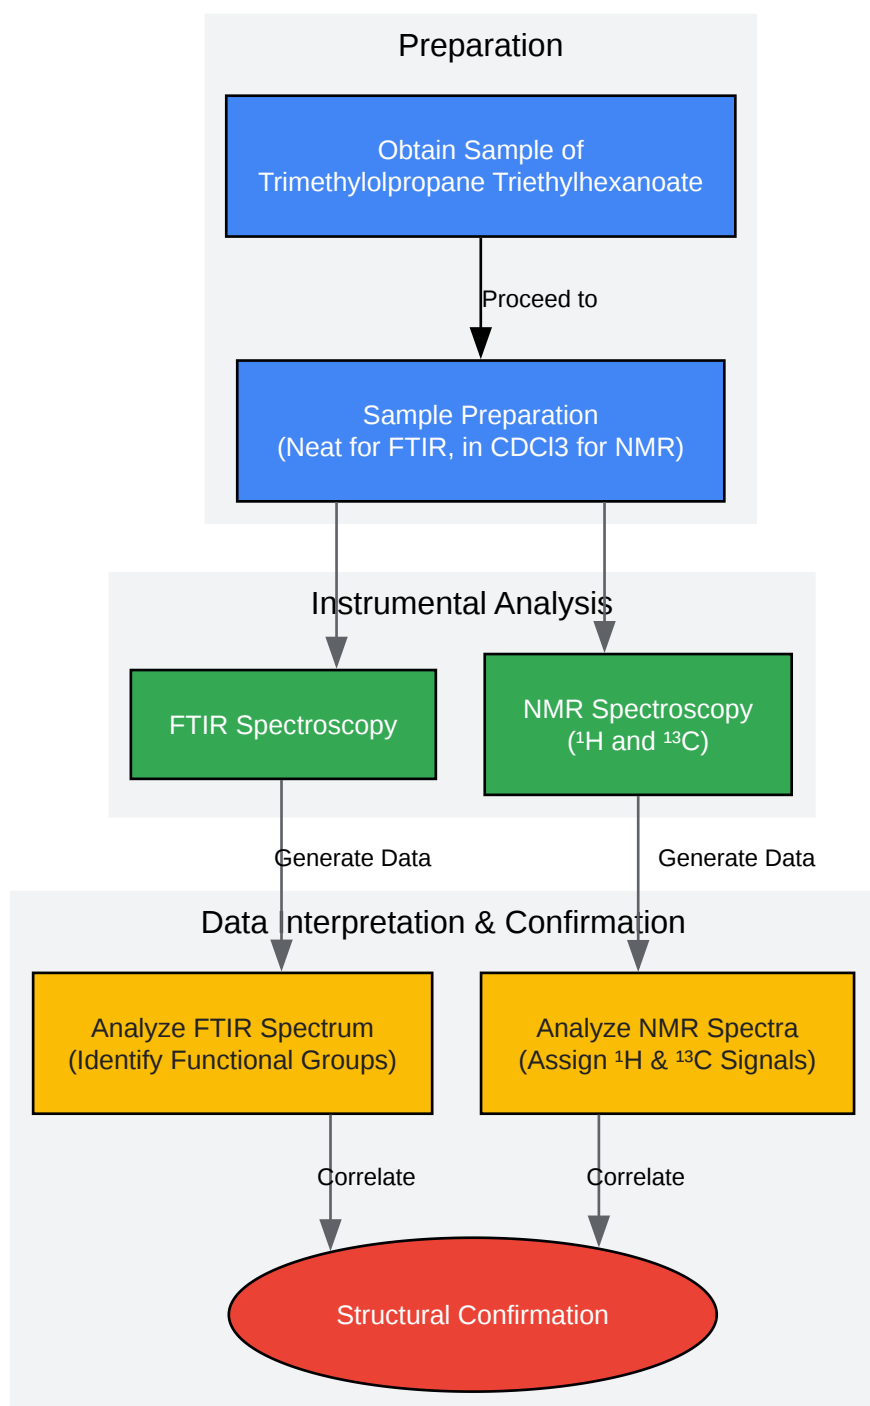 Preparation
Obtain Sample of
Trimethylolpropane Triethylhexanoate
Proceed to
Sample Preparation
(Neat for FTIR, in CDCl3 for NMR)
Instrumental Analysis
FTIR Spectroscopy
NMR Spectroscopy
(¹H and ¹³C)
Generate Data
Generate Data
Data Interpretation & Confirmation
Analyze FTIR Spectrum
(Identify Functional Groups)
Analyze NMR Spectra
(Assign ¹H & ¹³C Signals)
Correlate
Correlate
Structural Confirmation